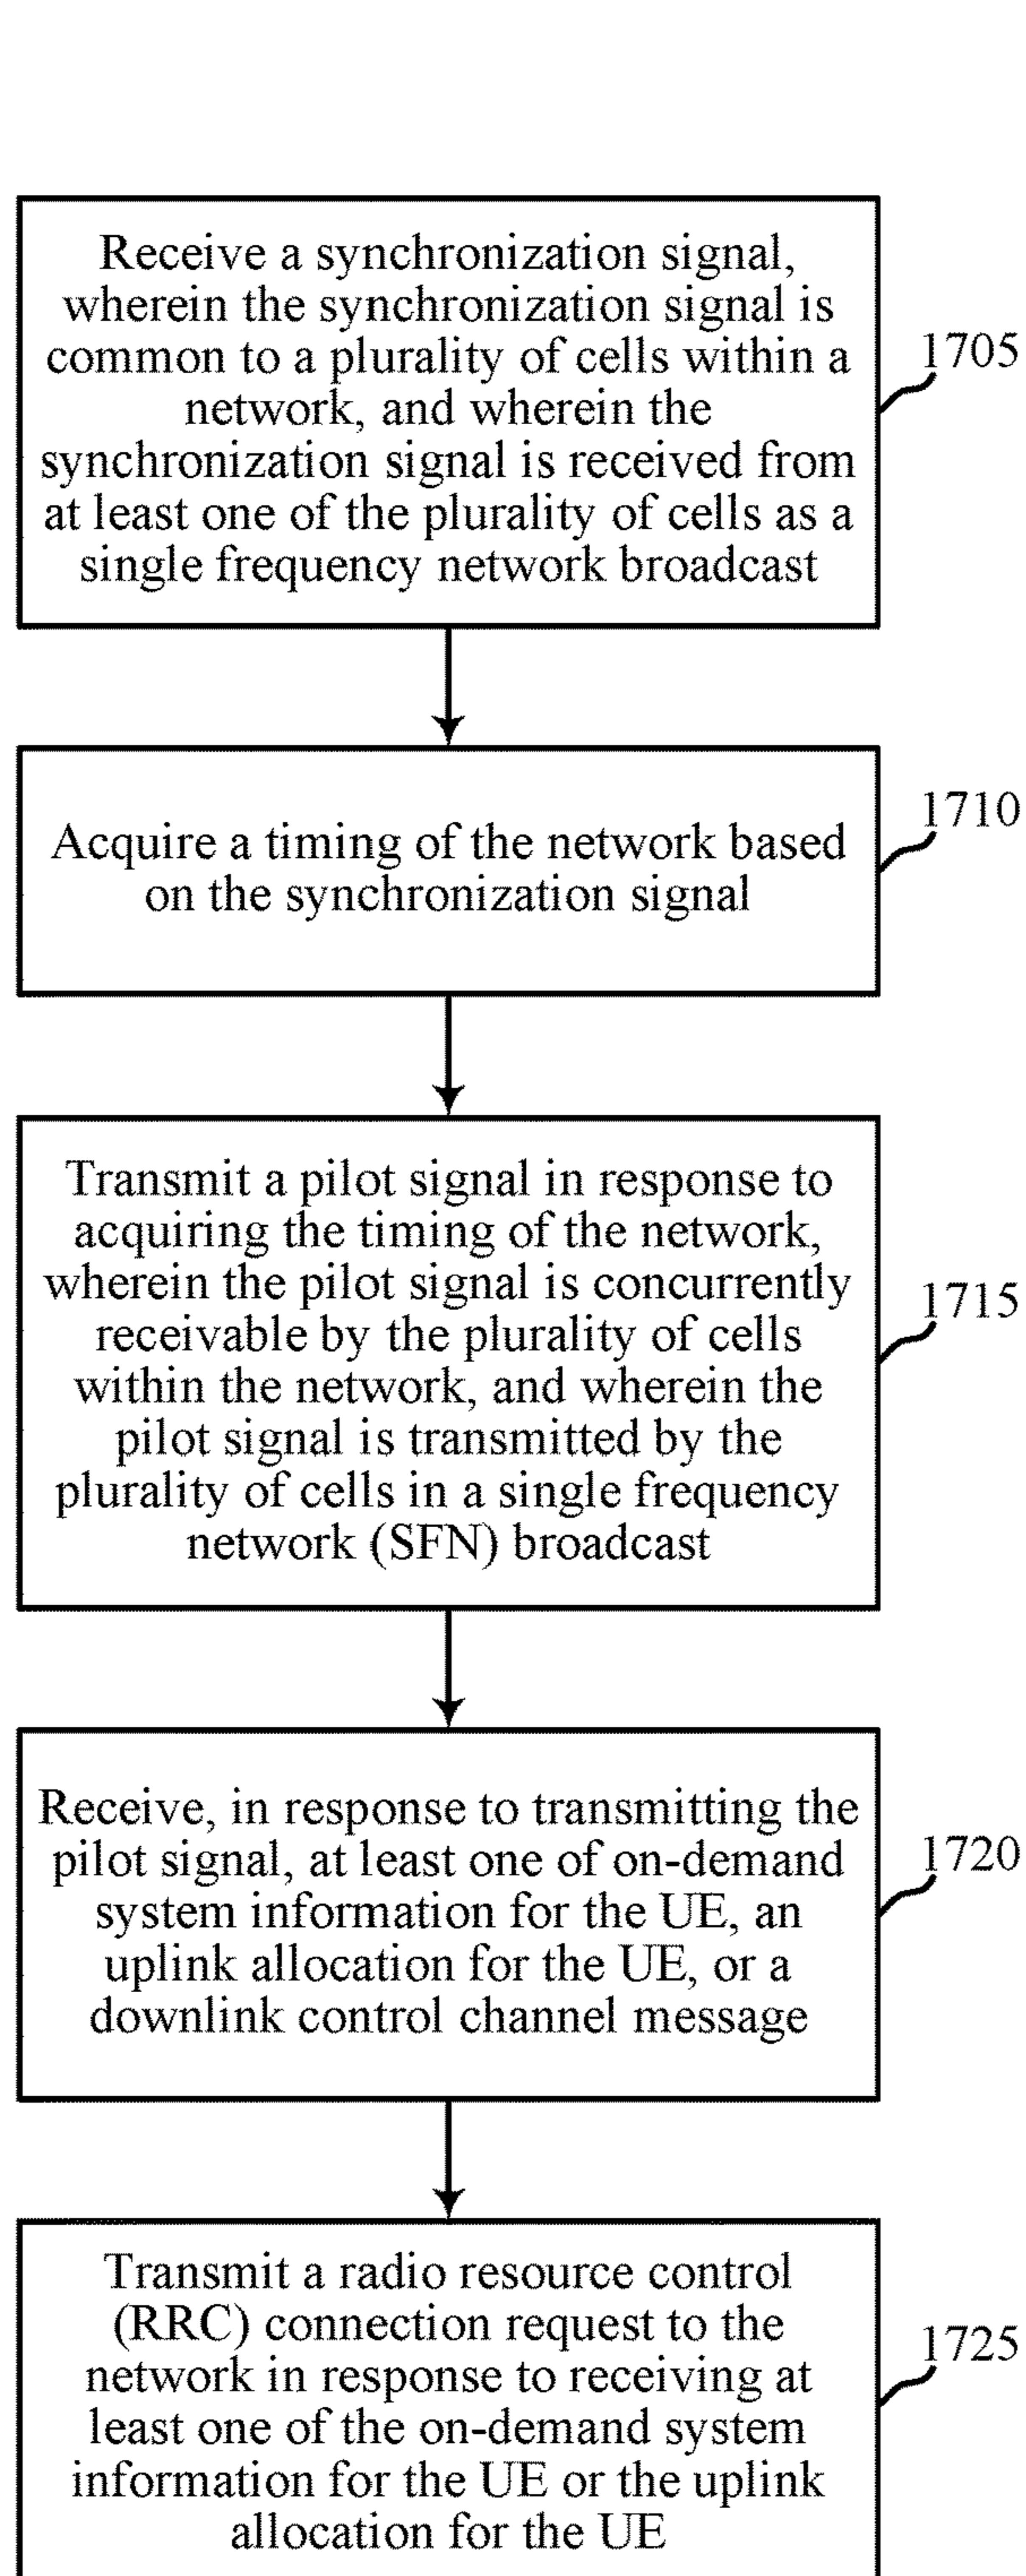 Receive a synchronization signal,
wherein the synchronization signal is
common to a plurality of cells within a
network, and wherein the
synchronization signal is received from
at least one of the plurality of cells as a
single frequency network broadcast
1705
Acquire a timing of the network based
on the synchronization signal
1710
Transmit a pilot signal in response to
acquiring the timing of the network,
wherein the pilot signal is concurrently
receivable by the plurality of cells
within the network, and wherein the
pilot signal is transmitted by the
plurality of cells in a single frequency
network (SFN) broadcast
1715
Receive, in response to transmitting the
pilot signal, at least one of on-demand
system information for the UE, an
uplink allocation for the UE, or a
downlink control channel message
1720
Transmit a radio resource control
(RRC) connection request to the
network in response to receiving at
least one of the on-demand system
information for the UE or the uplink
allocation for the UE
1725